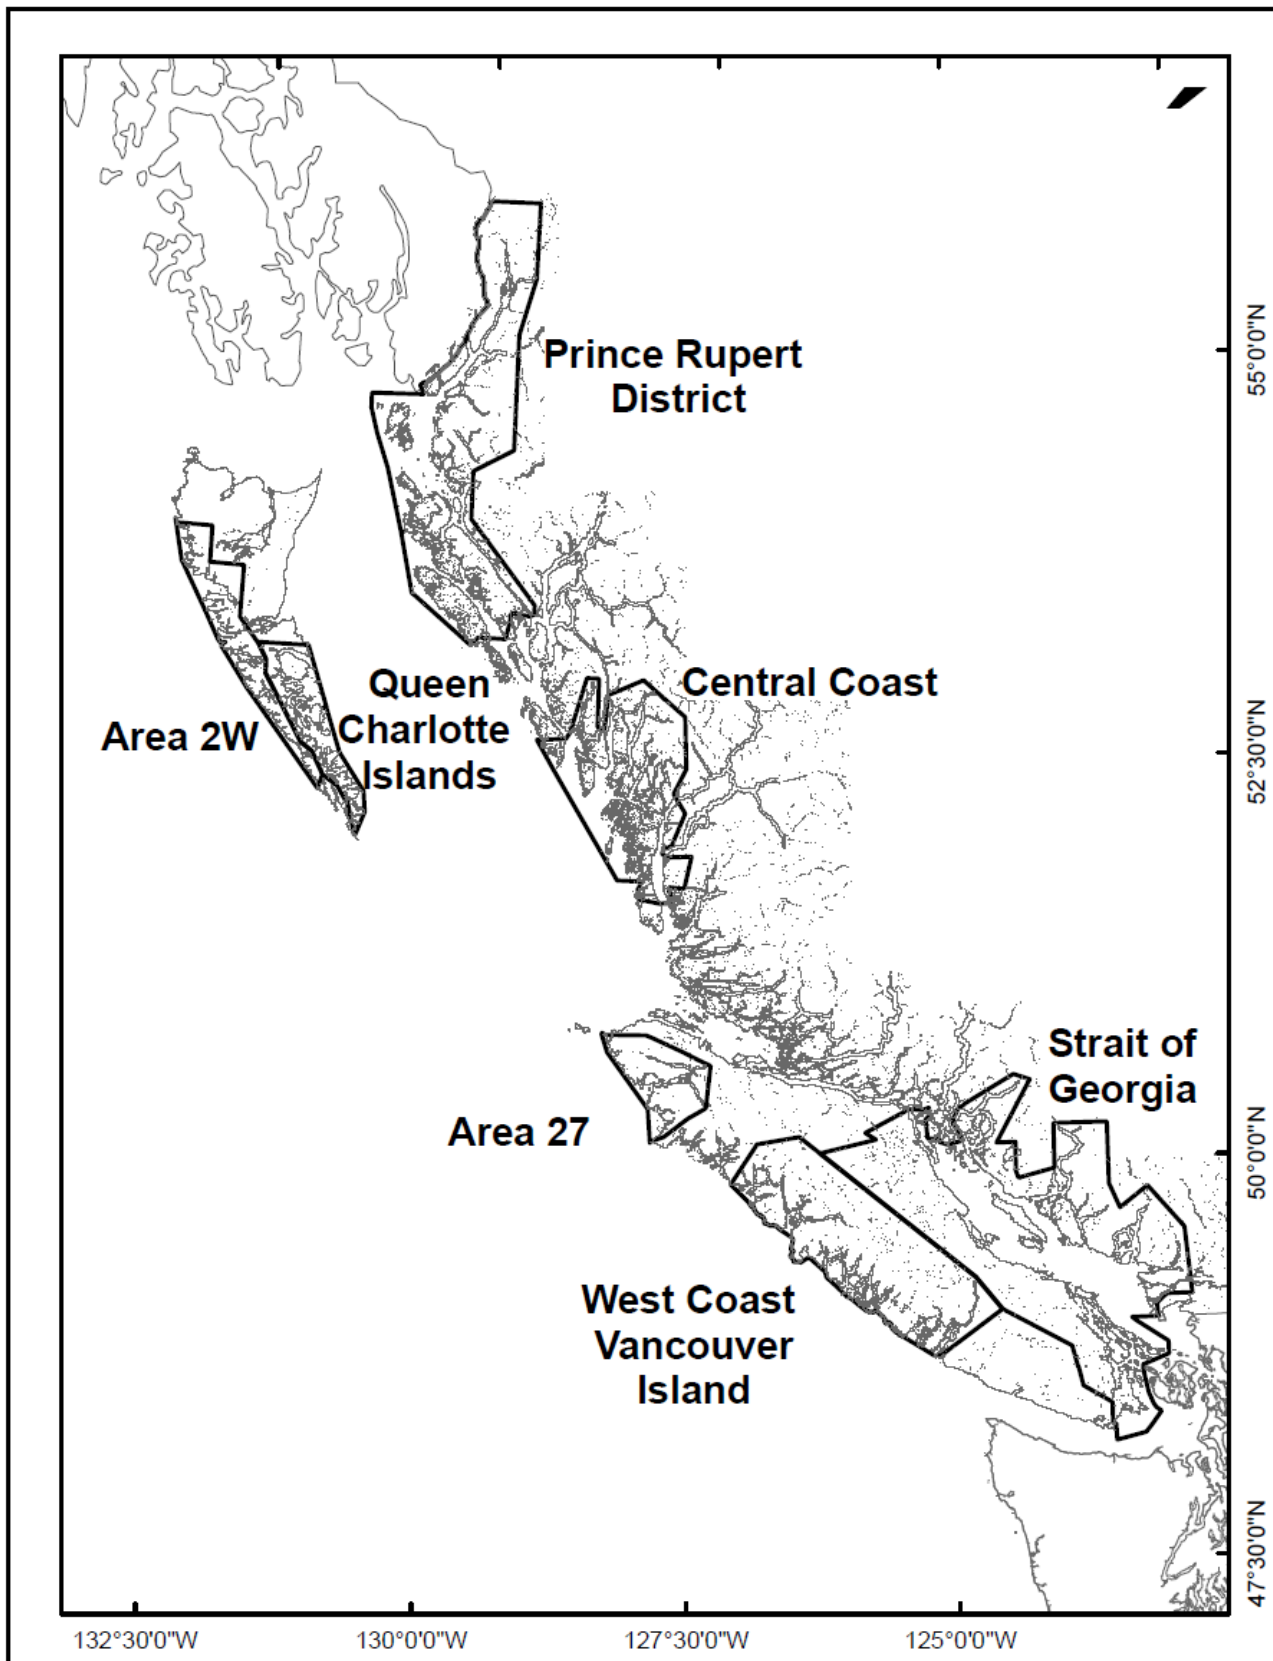 Prince Rupert
District
55°0'0"N
Queen
Charlotte
Islands
Central Coast
Area 2W
52°30'0"N
Strait of
Georgia
Area 27
50°0'0"N
West Coast
Vancouver
Island
47°30'0"N
132°30'0"W
130°0'0"W
127°30'0"W
125°0'0"W